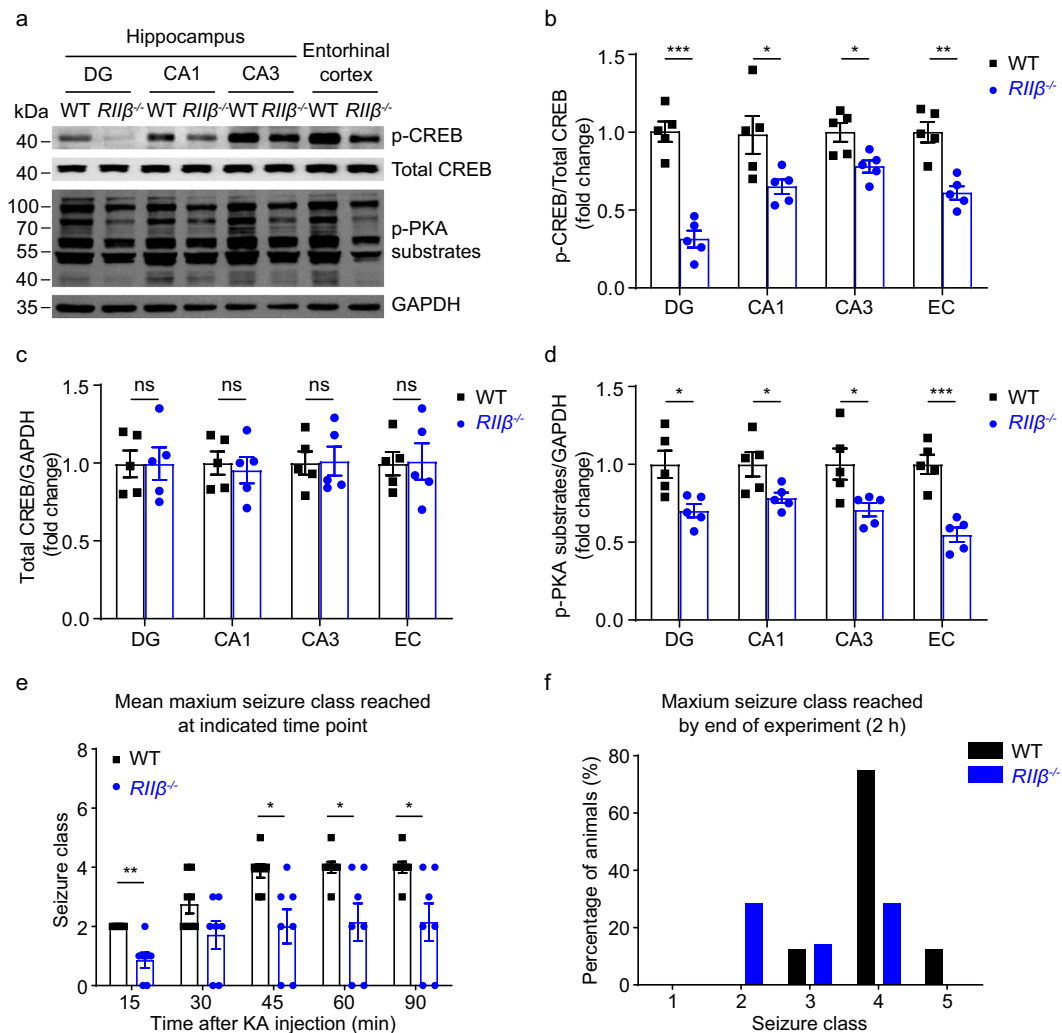 a
Hippocampus
Entorhinal
cortex
DG CA1 CA3
kDa WT RIIβ-/- WT RIIβ-/- WT RIIβ-/- WT RIIβ-/-
40 p-CREB
40 Total CREB
100
70
55
40
p-PKA
substrates
35 GAPDH
b
p-CREB/Total CREB
(fold change)
1.5
1.0
0.5
0.0
*** * * **
DG CA1 CA3 EC
WT
RIIβ-/-
c
Total CREB/GAPDH
(fold change)
1.5
1.0
0.5
0.0
ns ns ns ns
DG CA1 CA3 EC
WT
RIIβ-/-
d
p-PKA substrates/GAPDH
(fold change)
1.5
1.0
0.5
0.0
* * * ***
DG CA1 CA3 EC
WT
RIIβ-/-
e
Mean maxium seizure class reached
at indicated time point
Seizure class
8
6
4
2
0
WT
RIIβ-/-
** * * *
15 30 45 60 90
Time after KA injection (min)
f
Maxium seizure class reached
by end of experiment (2 h)
Percentage of animals (%)
80
60
40
20
0
WT
RIIβ-/-
1 2 3 4 5
Seizure class